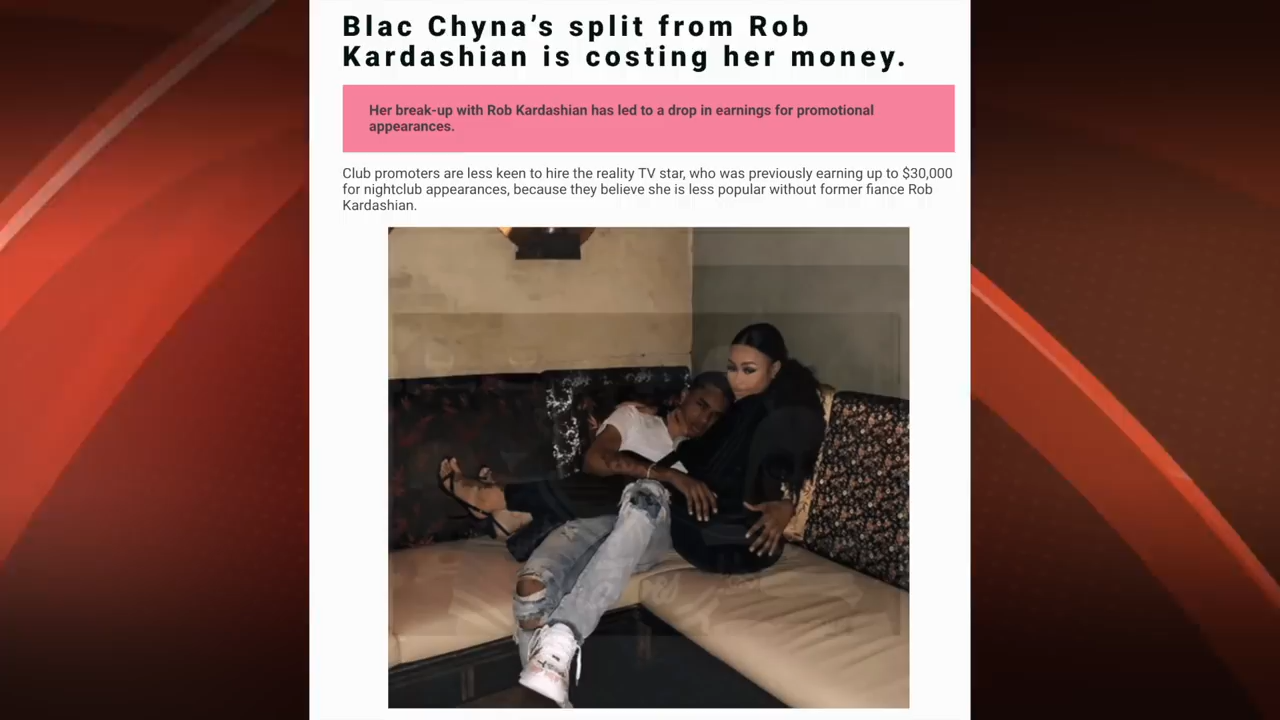 Blac Chyna’s split from Rob
Kardashian is costing her money.
Her break-up with Rob Kardashian has led to a drop in earnings for promotional
appearances.
Club promoters are less keen to hire the reality TV star, who was previously earning up to $30,000
for nightclub appearances, because they believe she is less popular without former fiance Rob
Kardashian.